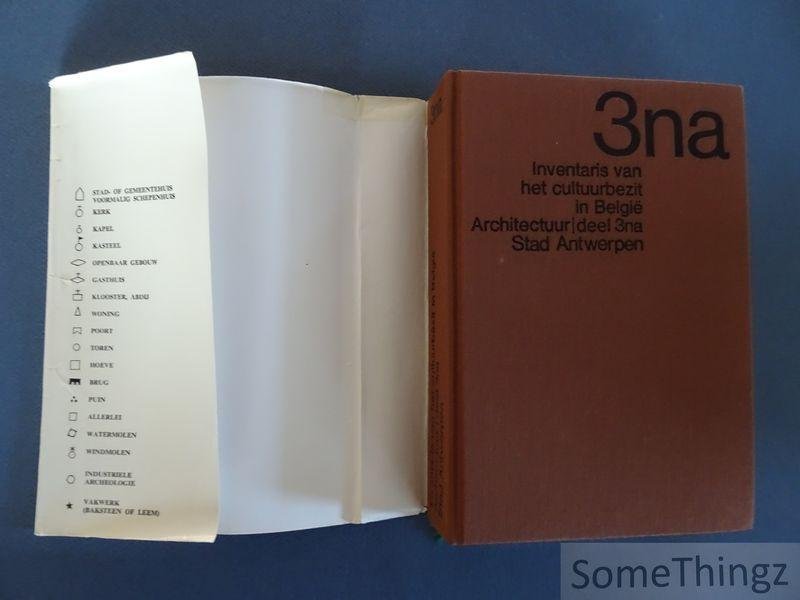 STAD- OF GEMEENTEHUIS
VOORMALIG SCHEPENHUIS
KERK
KAPEL
KASTEEL
OPENBAAR GEBOUW
GASTHUIS
KLOOSTER, ABDIJ
WONING
POORT
TOREN
HOEVE
BRUG
PUIN
ALLERLEI
WATERMOLEN
WINDMOLEN
INDUSTRIELE
ARCHEOLOGIE
VAKWERK
(BAKSTEEN OF LEEM)
3na
3na
Inventaris van
het cultuurbezit
in België
Architectuur|deel 3na
Stad Antwerpen
SomeThingz